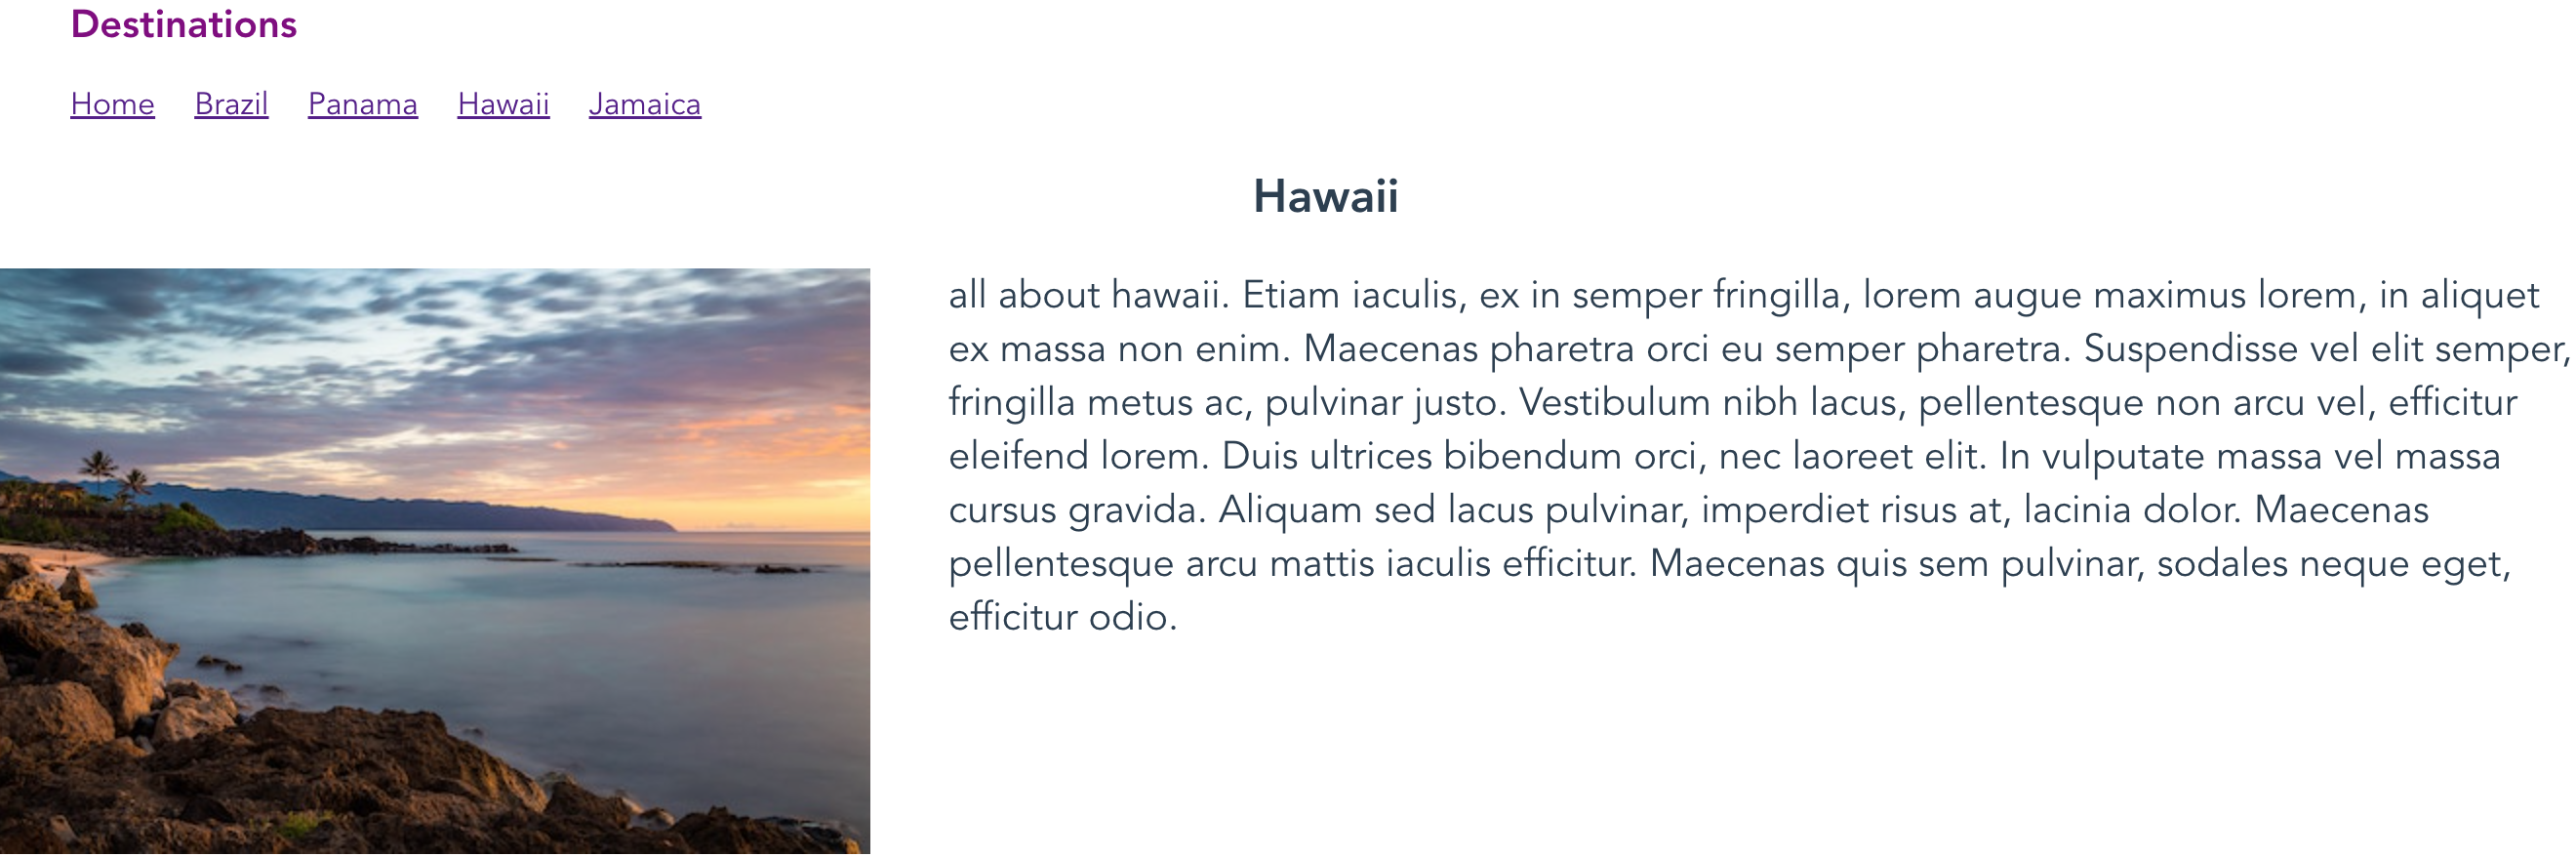 Destinations
Home Brazil Panama Hawaii Jamaica
Hawaii
all about hawaii. Etiam iaculis, ex in semper fringilla, lorem augue maximus lorem, in aliquet
ex massa non enim. Maecenas pharetra orci eu semper pharetra. Suspendisse vel elit semper,
fringilla metus ac, pulvinar justo. Vestibulum nibh lacus, pellentesque non arcu vel, efficitur
eleifend lorem. Duis ultrices bibendum orci, nec laoreet elit. In vulputate massa vel massa
cursus gravida. Aliquam sed lacus pulvinar, imperdiet risus at, lacinia dolor. Maecenas
pellentesque arcu mattis iaculis efficitur. Maecenas quis sem pulvinar, sodales neque eget,
efficitur odio.